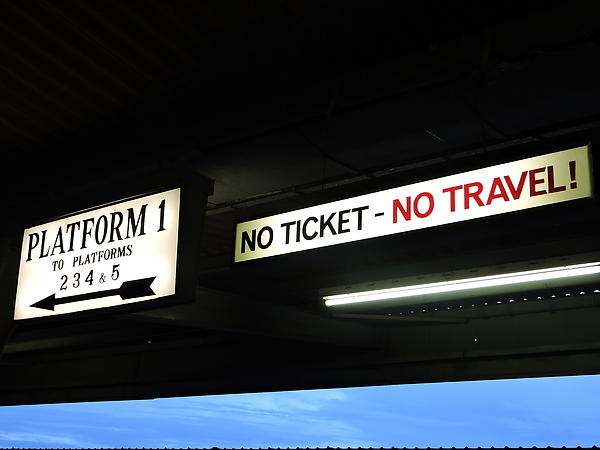 PLATFORM 1
TO PLATFORMS
2 3 4 & 5
NO TICKET - NO TRAVEL!